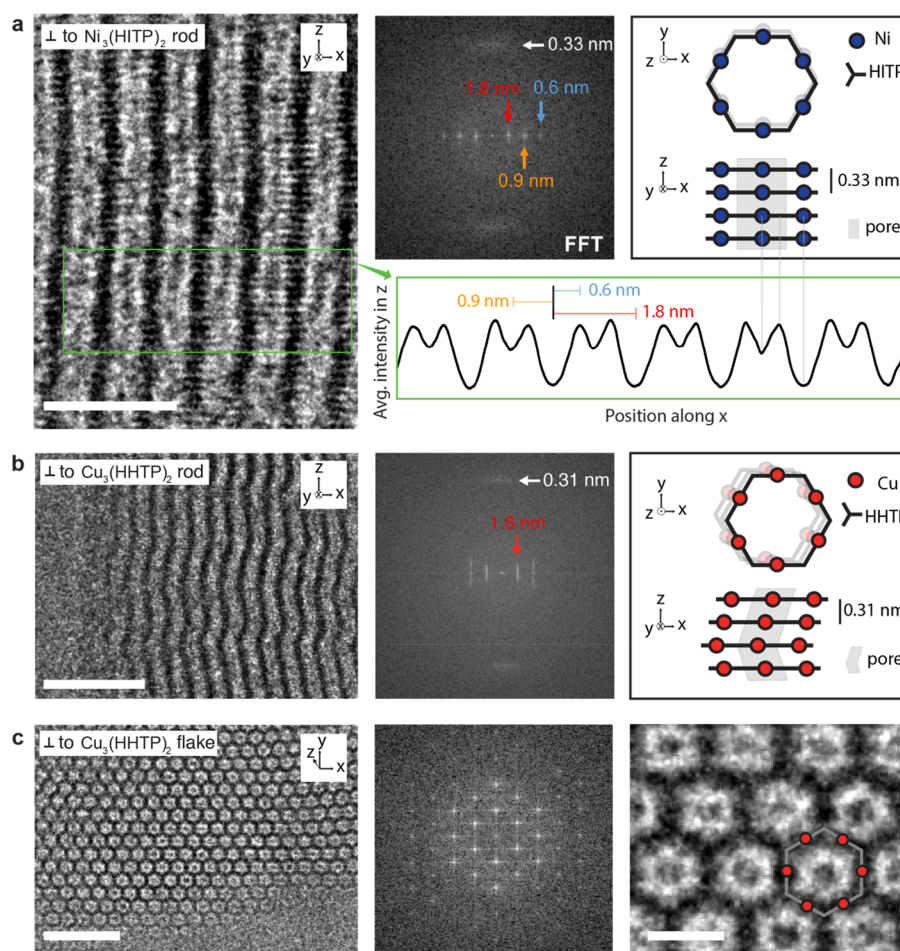 a
⊥ to Ni3(HITP)2 rod
z
y x
0.33 nm
1.8 nm 0.6 nm
0.9 nm
FFT
y
z x
Ni
HITP
z
y x
0.33 nm
pore
Avg. intensity in z
0.9 nm 0.6 nm
1.8 nm
Position along x
b
⊥ to Cu3(HHTP)2 rod
z
y x
0.31 nm
1.6 nm
y
z x
Cu
HHTP
z
y x
0.31 nm
pore
c
⊥ to Cu3(HHTP)2 flake
y
z x